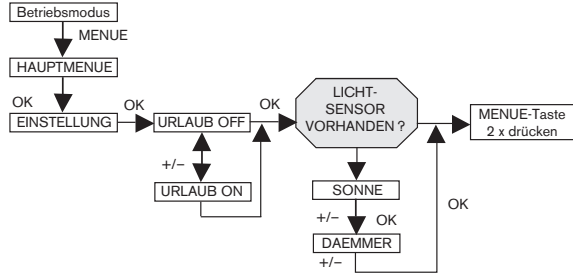 Betriebsmodus
MENUE
HAUPTMENUE
OK
EINSTELLUNG
OK
URLAUB OFF
OK
+/–
URLAUB ON
LICHT-
SENSOR
VORHANDEN ?
SONNE
+/–
OK
DAEMMER
+/–
OK
MENUE-Taste
2 x drücken